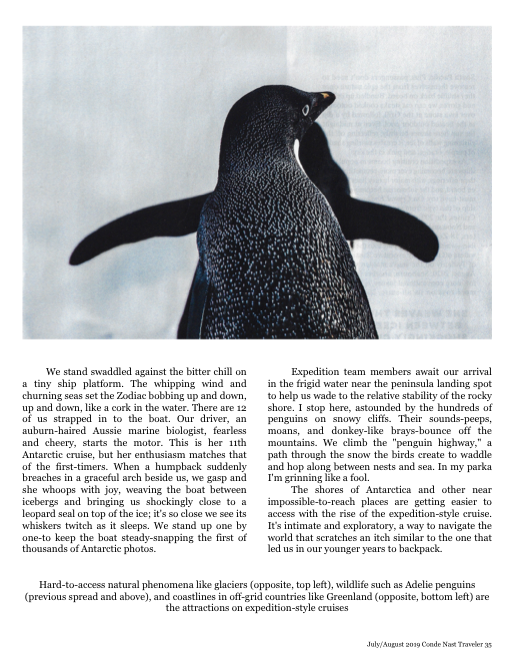 We stand swaddled against the bitter chill on
a tiny ship platform. The whipping wind and
churning seas set the Zodiac bobbing up and down,
up and down, like a cork in the water. There are 12
of us strapped in to the boat. Our driver, an
auburn-haired Aussie marine biologist, fearless
and cheery, starts the motor. This is her 11th
Antarctic cruise, but her enthusiasm matches that
of the first-timers. When a humpback suddenly
breaches in a graceful arch beside us, we gasp and
she whoops with joy, weaving the boat between
icebergs and bringing us shockingly close to a
leopard seal on top of the ice; it's so close we see its
whiskers twitch as it sleeps. We stand up one by
one-to keep the boat steady-snapping the first of
thousands of Antarctic photos.
Expedition team members await our arrival
in the frigid water near the peninsula landing spot
to help us wade to the relative stability of the rocky
shore. I stop here, astounded by the hundreds of
penguins on snowy cliffs. Their sounds-peeps,
moans, and donkey-like brays-bounce off the
mountains. We climb the "penguin highway," a
path through the snow the birds create to waddle
and hop along between nests and sea. In my parka
I'm grinning like a fool.
The shores of Antarctica and other near
impossible-to-reach places are getting easier to
access with the rise of the expedition-style cruise.
It's intimate and exploratory, a way to navigate the
world that scratches an itch similar to the one that
led us in our younger years to backpack.
Hard-to-access natural phenomena like glaciers (opposite, top left), wildlife such as Adelie penguins
(previous spread and above), and coastlines in off-grid countries like Greenland (opposite, bottom left) are
the attractions on expedition-style cruises
July/August 2019 Conde Nast Traveler 35